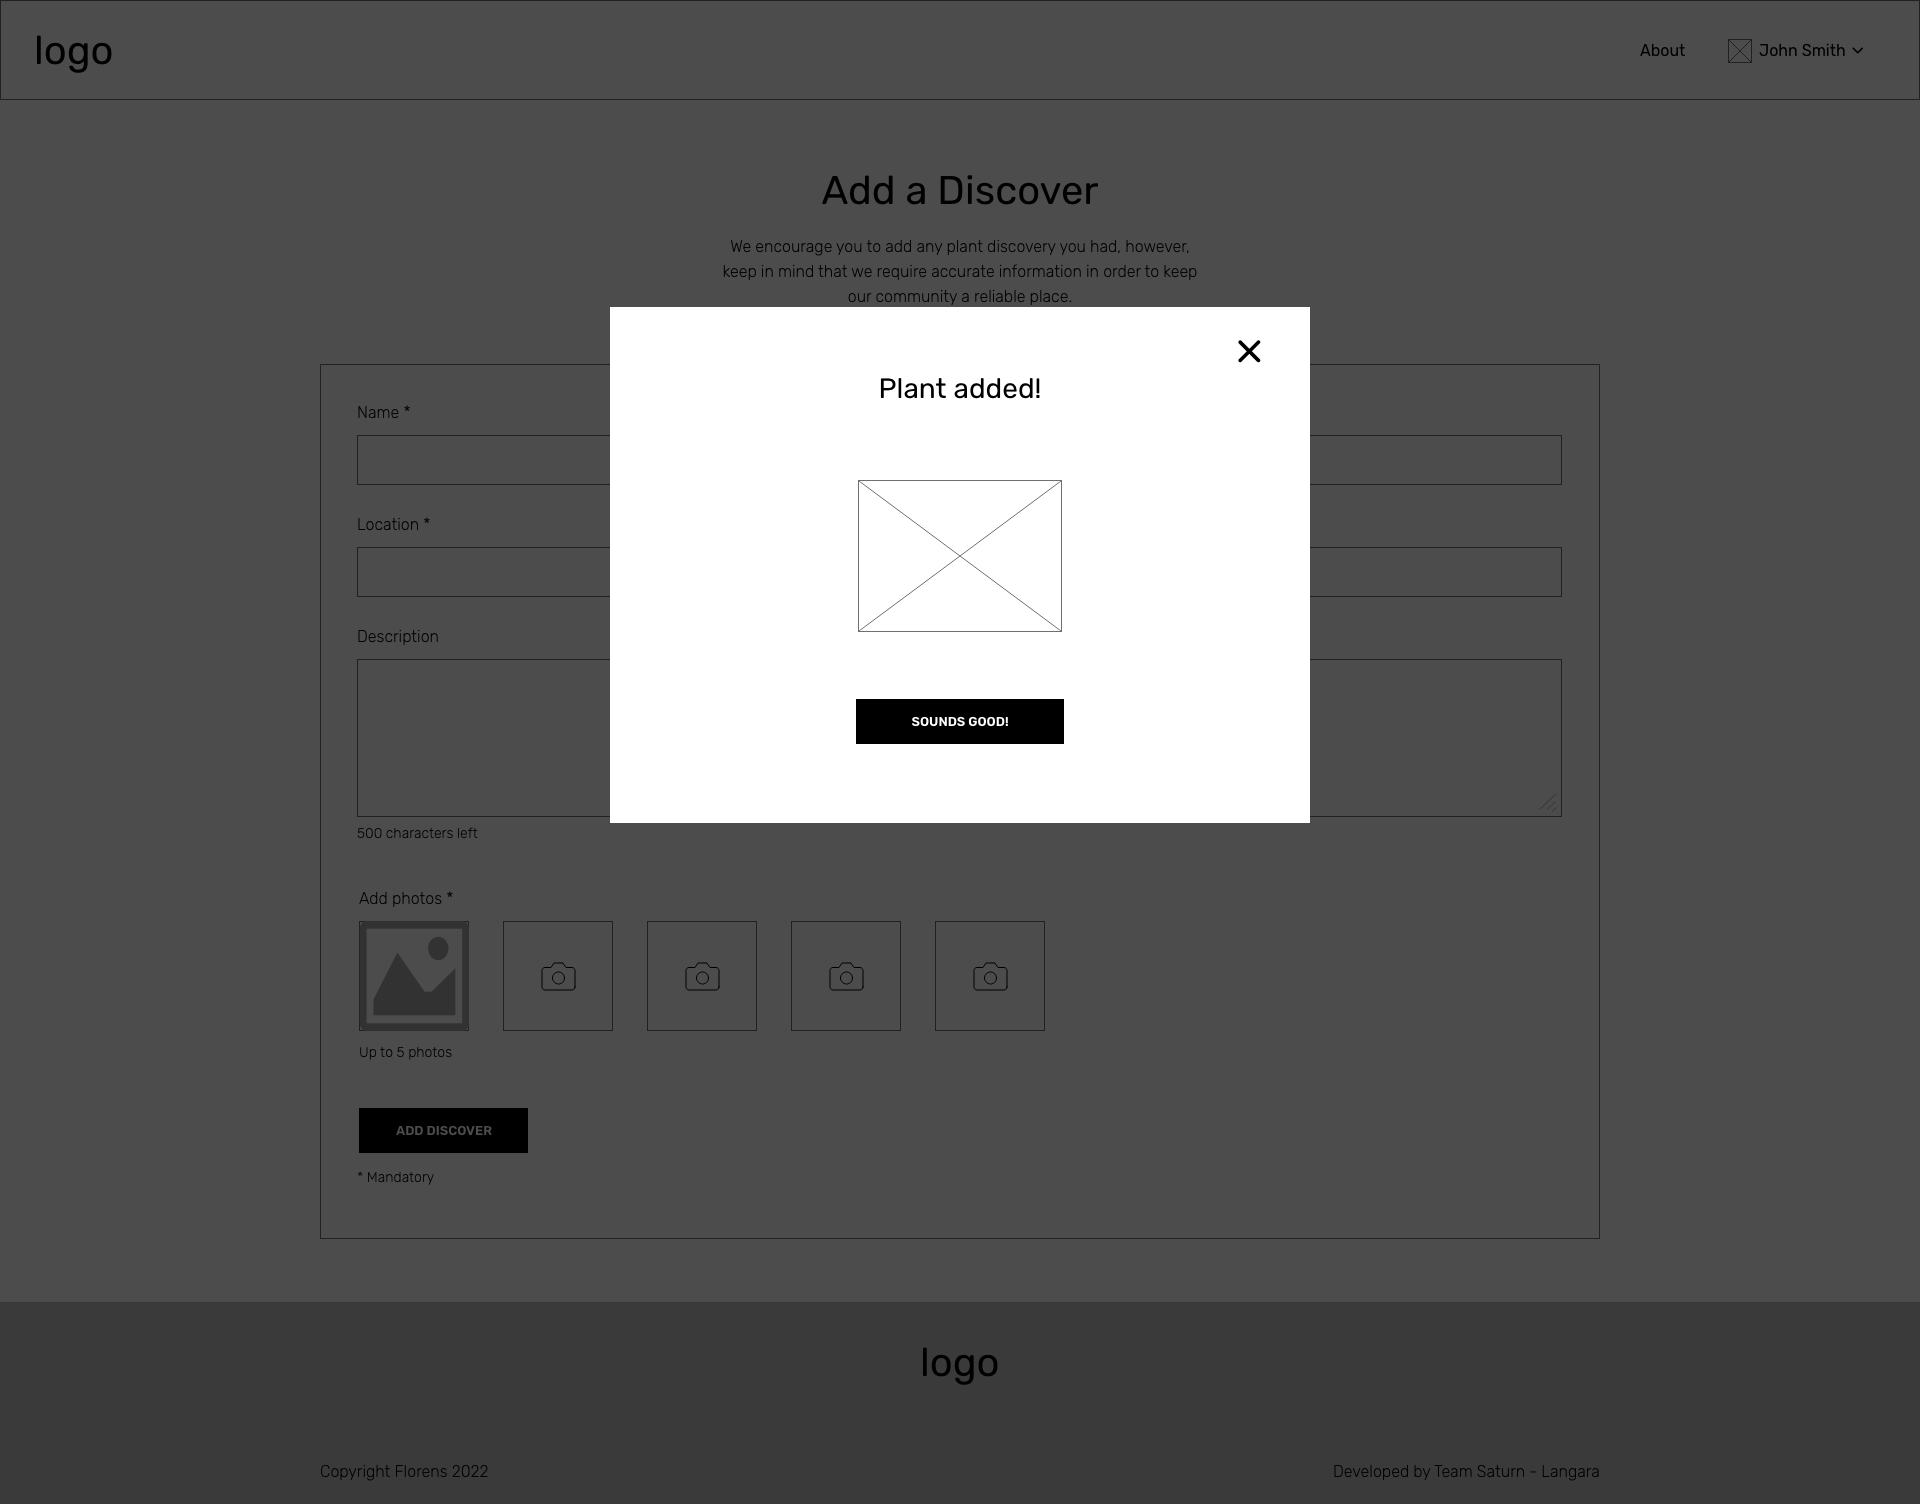 logo
About
John Smith
Add a Discover
We encourage you to add any plant discovery you had, however,
keep in mind that we require accurate information in order to keep
our community a reliable place.
Plant added!
Name *
Location *
Description
SOUNDS GOOD!
500 characters left
Add photos *
Up to 5 photos
ADD DISCOVER
* Mandatory
logo
Copyright Florens 2022
Developed by Team Saturn - Langara